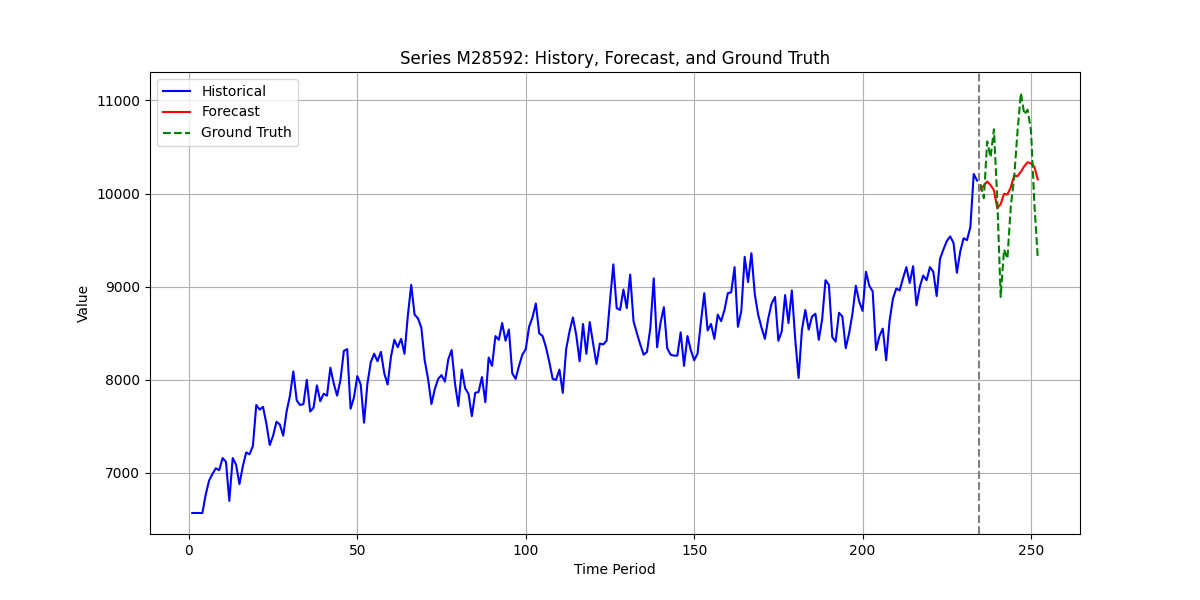 Series M28592: History, Forecast, and Ground Truth
Historical
Forecast
Ground Truth
11000
10000
9000
8000
7000
Value
0 50 100 150 200 250
Time Period